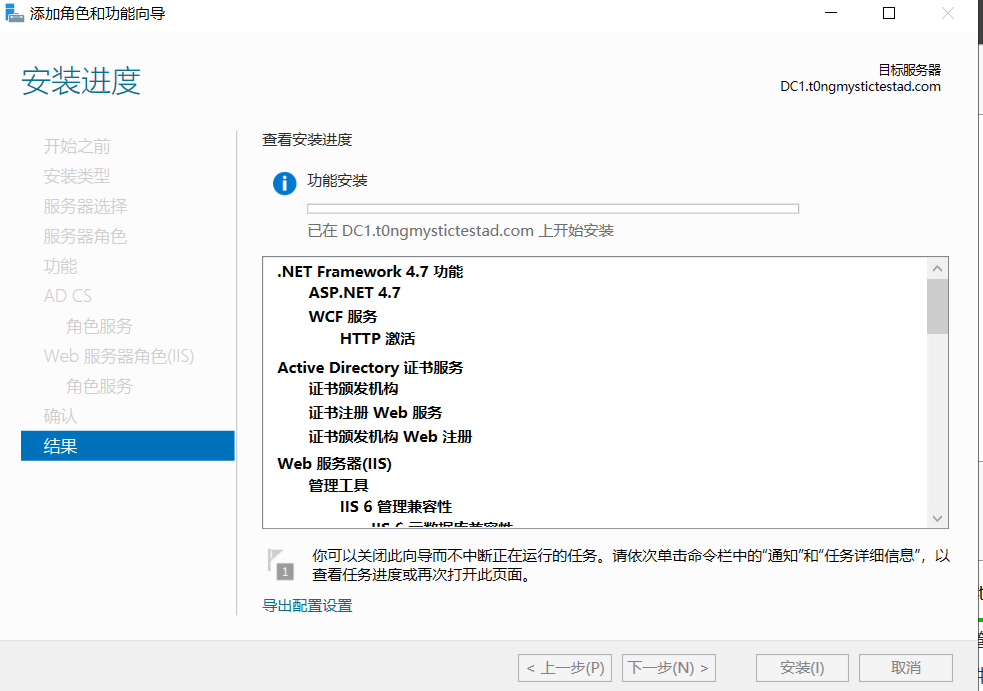 添加角色和功能向导
安装进度
目标服务器
DC1.t0ngmystictestad.com
开始之前
安装类型
服务器选择
服务器角色
功能
AD CS
角色服务
Web 服务器角色(IIS)
角色服务
确认
结果
查看安装进度
功能安装
已在 DC1.t0ngmystictestad.com 上开始安装
.NET Framework 4.7 功能
ASP.NET 4.7
WCF 服务
HTTP 激活
Active Directory 证书服务
证书颁发机构
证书注册 Web 服务
证书颁发机构 Web 注册
Web 服务器(IIS)
管理工具
IIS 6 管理兼容性
IIS 6 元数据库兼容性
1
你可以关闭此向导而不中断正在运行的任务。请依次单击命令栏中的“通知”和“任务详细信息”，以
查看任务进度或再次打开此页面。
导出配置设置
< 上一步(P)
下一步(N) >
安装(I)
取消